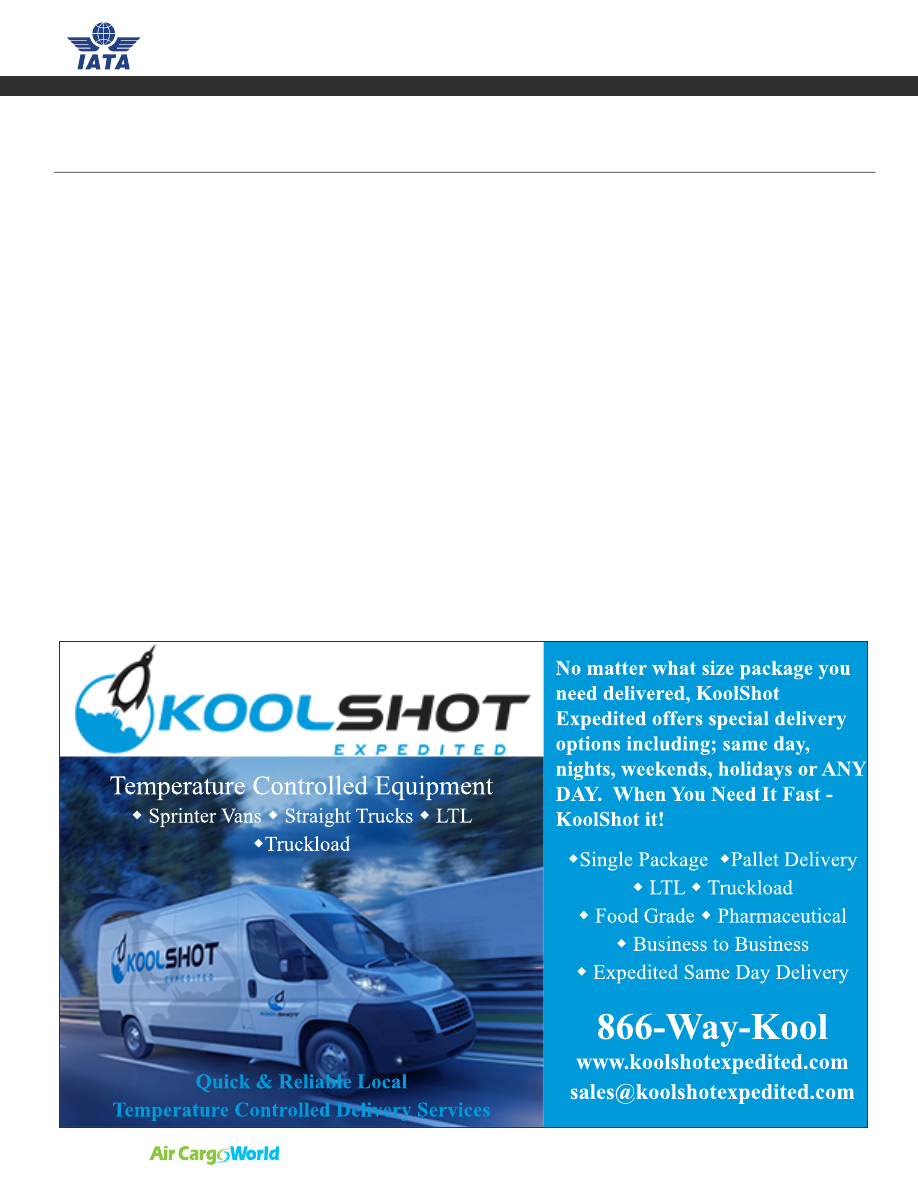 IATA
KOOLSHOT
EXPEDITED
Temperature Controlled Equipment
◆ Sprinter Vans ◆ Straight Trucks ◆ LTL
◆Truckload
KOOLSHOT
EXPEDITED
KOOLSHOT
Quick & Reliable Local
Temperature Controlled Delivery Services
No matter what size package you
need delivered, KoolShot
Expedited offers special delivery
options including; same day,
nights, weekends, holidays or ANY
DAY.  When You Need It Fast -
KoolShot it!
◆Single Package ◆Pallet Delivery
◆ LTL ◆ Truckload
◆ Food Grade ◆ Pharmaceutical
◆ Business to Business
◆ Expedited Same Day Delivery
866-Way-Kool
www.koolshotexpedited.com
sales@koolshotexpedited.com
Air CargoWorld